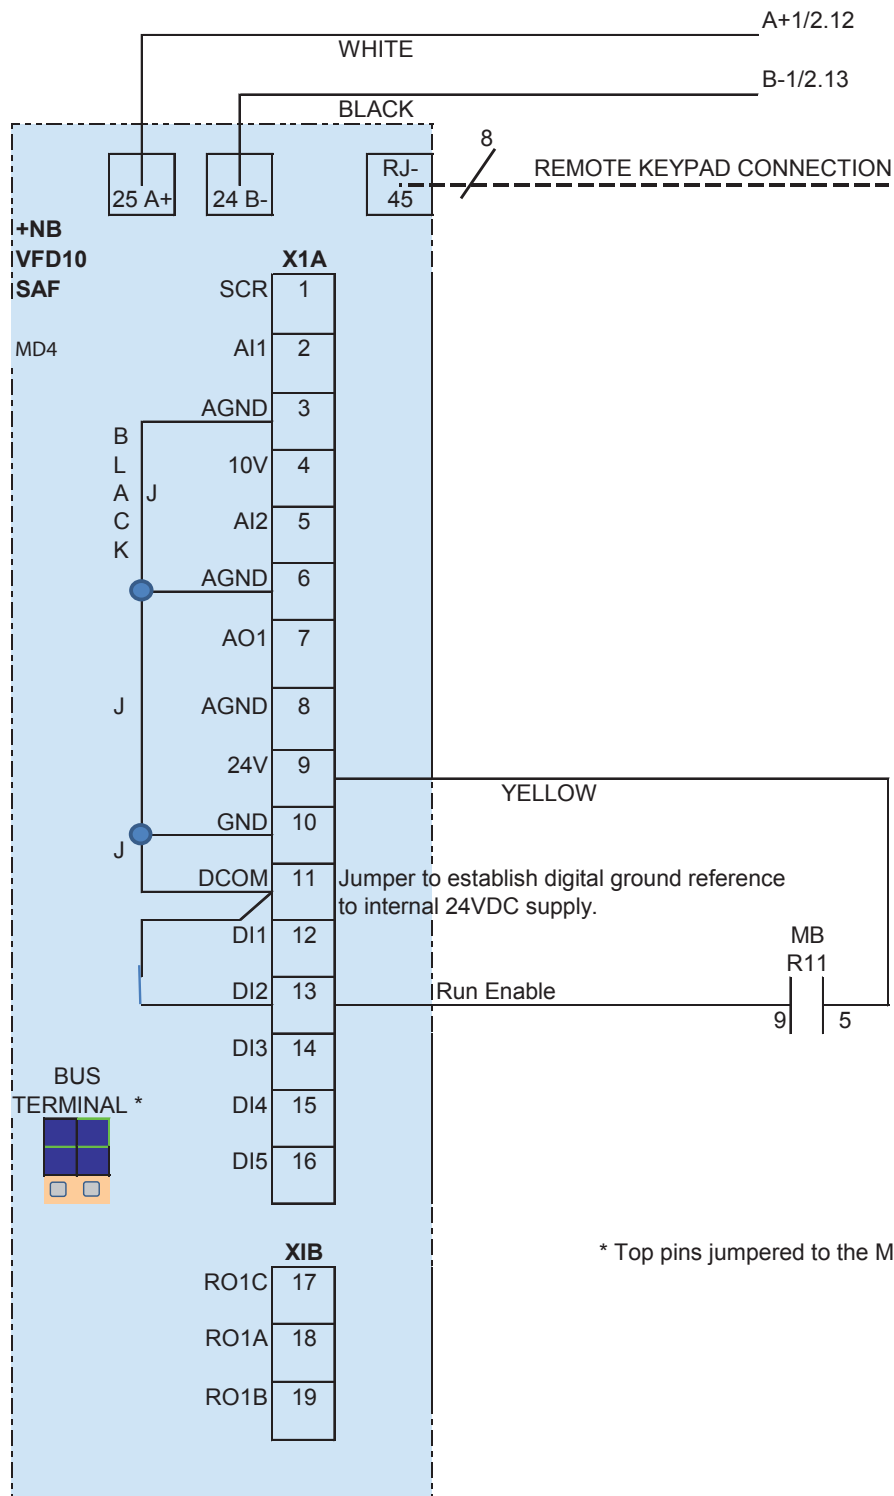 A+1/2.12
WHITE
B-1/2.13
BLACK
8
REMOTE KEYPAD CONNECTION
25 A+
24 B-
RJ-
45
+NB
VFD10
SAF
MD4
X1A
SCR 1
AI1 2
AGND 3
10V 4
AI2 5
AGND 6
AO1 7
AGND 8
24V 9
GND 10
DCOM 11
DI1 12
DI2 13
DI3 14
DI4 15
DI5 16
BLACK
J
J
J
YELLOW
Jumper to establish digital ground reference
to internal 24VDC supply.
MB
R11
Run Enable
9 5
BUS
TERMINAL *
* Top pins jumpered to the M
XIB
RO1C 17
RO1A 18
RO1B 19